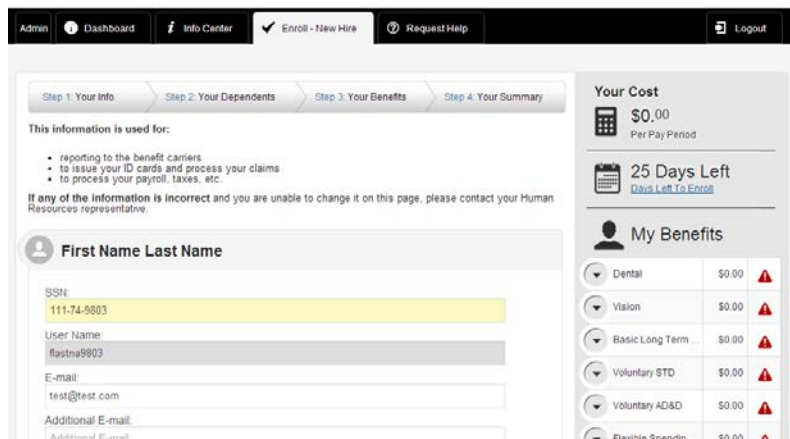 Admin
Dashboard
Info Center
Enroll - New Hire
Request Help
Logout
Step 1: Your Info
Step 2: Your Dependents
Step 3: Your Benefits
Step 4: Your Summary
This information is used for:
• reporting to the benefit carriers
• to issue your ID cards and process your claims
• to process your payroll, taxes, etc.
If any of the information is incorrect and you are unable to change it on this page, please contact your Human
Resources representative.
First Name Last Name
SSN:
111-74-9803
User Name:
flastna9803
E-mail:
test@test.com
Additional E-mail:
Additional E-mail
Your Cost
$0.00
Per Pay Period
25 Days Left
Days Left To Enroll
My Benefits
Dental $0.00
Vision $0.00
Basic Long Term ... $0.00
Voluntary STD $0.00
Voluntary AD&D $0.00
Flexible Spendin... $0.00